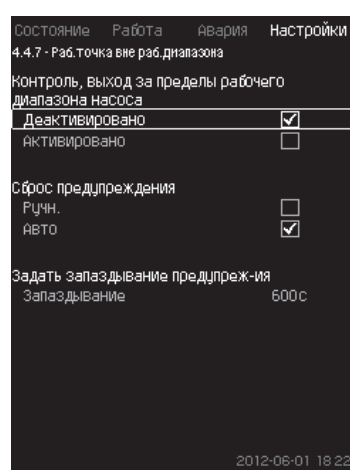 Состояние Работа Авария Настройки
4.4.7 - Раб.точка вне раб.диапазона
Контроль, выход за пределы рабочего
диапазона насоса
Деактивировано
Активировано
Сброс предупреждения
Ручн.
Авто
Задать запаздывание предупреж-ия
Запаздывание 600с
2012-06-01 18:22